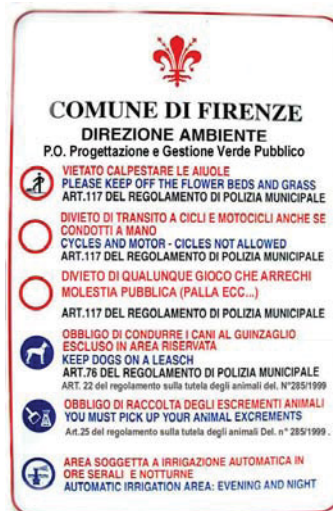 COMUNE DI FIRENZE
DIREZIONE AMBIENTE
P.O. Progettazione e Gestione Verde Pubblico
VIETATO CALPESTARE LE AIUOLE
PLEASE KEEP OFF THE FLOWER BEDS AND GRASS
ART.117 DEL REGOLAMENTO DI POLIZIA MUNICIPALE
DIVIETO DI TRANSITO A CICLI E MOTOCICLI ANCHE SE
CONDOTTI A MANO
CYCLES AND MOTOR - CICLES NOT ALLOWED
ART.117 DEL REGOLAMENTO DI POLIZIA MUNICIPALE
DIVIETO DI QUALUNQUE GIOCO CHE ARRECHI
MOLESTIA PUBBLICA (PALLA ECC...)
ART.117 DEL REGOLAMENTO DI POLIZIA MUNICIPALE
OBBLIGO DI CONDURRE I CANI AL GUINZAGLIO
ESCLUSO IN AREA RISERVATA
KEEP DOGS ON A LEASCH
ART.76 DEL REGOLAMENTO DI POLIZIA MUNICIPALE
ART. 22 del regolamento sulla tutela degli animali del. N°285/1999
OBBLIGO DI RACCOLTA DEGLI ESCREMENTI ANIMALI
YOU MUST PICK UP YOUR ANIMAL EXCREMENTS
Art.25 del regolamento sulla tutela degli animali Del. n° 285/1999 .
AREA SOGGETTA A IRRIGAZIONE AUTOMATICA IN
ORE SERALI E NOTTURNE
AUTOMATIC IRRIGATION AREA: EVENING AND NIGHT